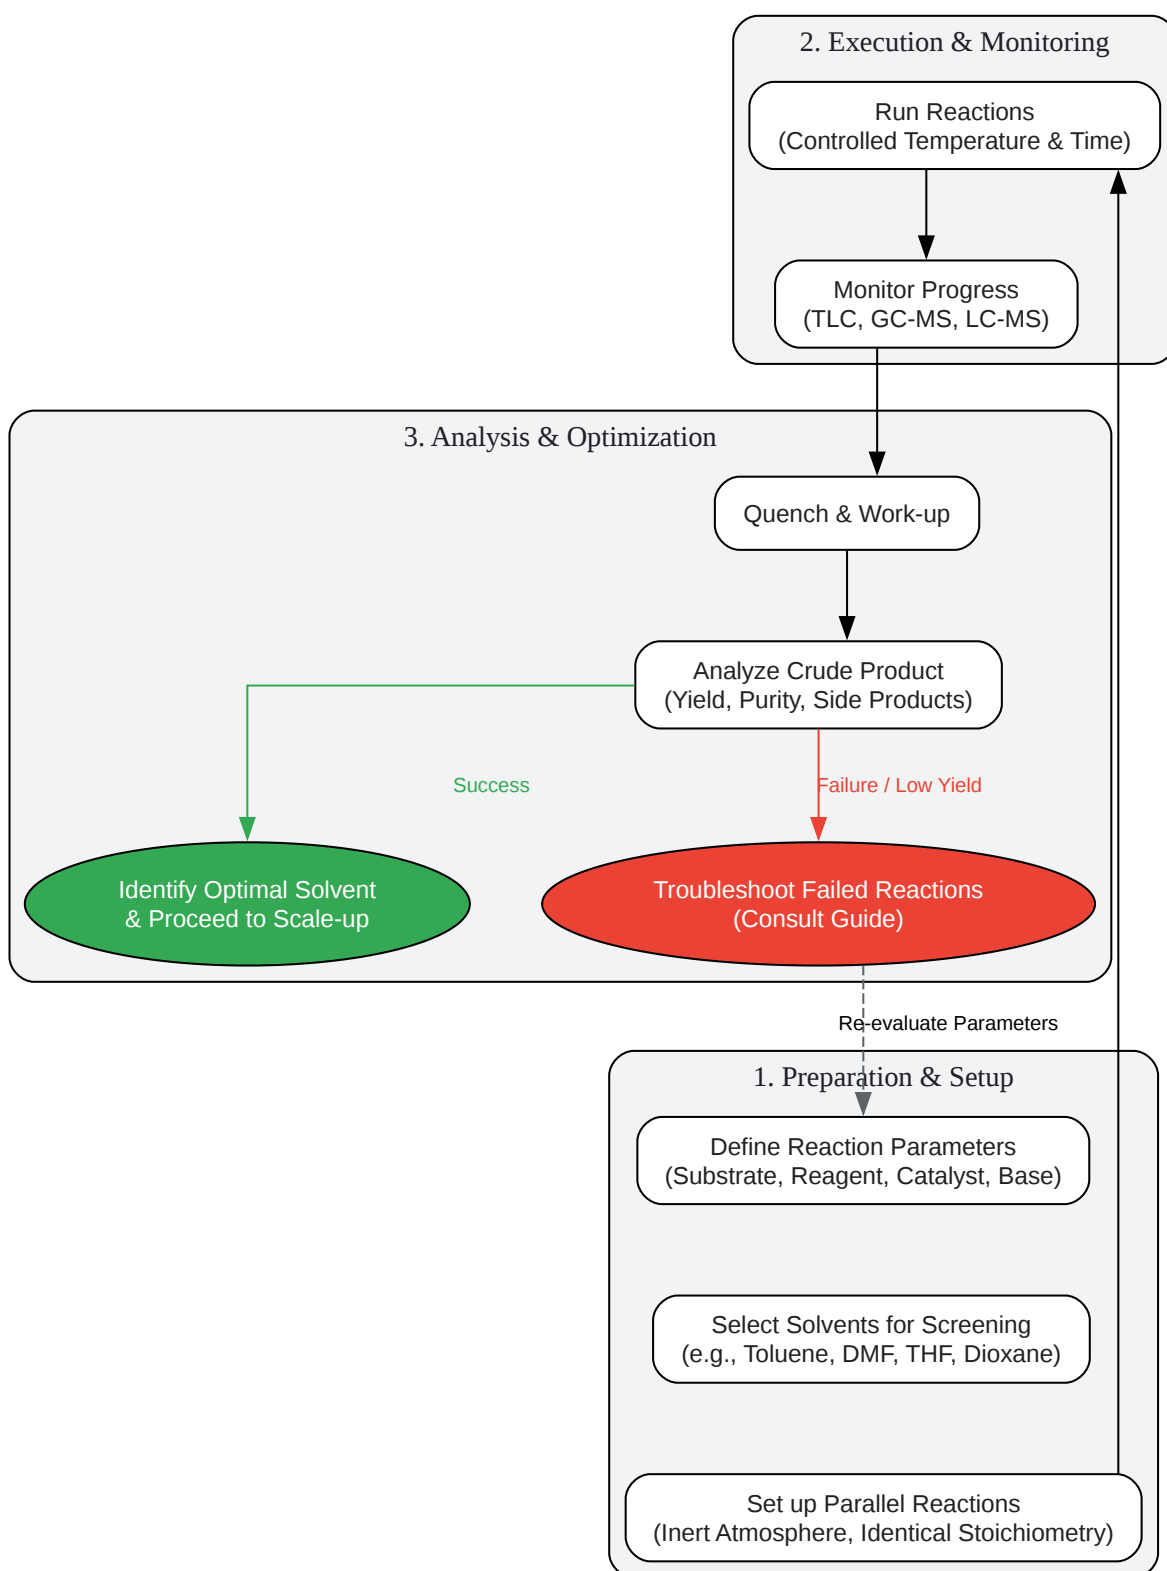 2. Execution & Monitoring
Run Reactions
(Controlled Temperature & Time)
Monitor Progress
(TLC, GC-MS, LC-MS)
3. Analysis & Optimization
Quench & Work-up
Analyze Crude Product
(Yield, Purity, Side Products)
Success
Failure / Low Yield
Identify Optimal Solvent
& Proceed to Scale-up
Troubleshoot Failed Reactions
(Consult Guide)
Re-evaluate Parameters
1. Preparation & Setup
Define Reaction Parameters
(Substrate, Reagent, Catalyst, Base)
Select Solvents for Screening
(e.g., Toluene, DMF, THF, Dioxane)
Set up Parallel Reactions
(Inert Atmosphere, Identical Stoichiometry)